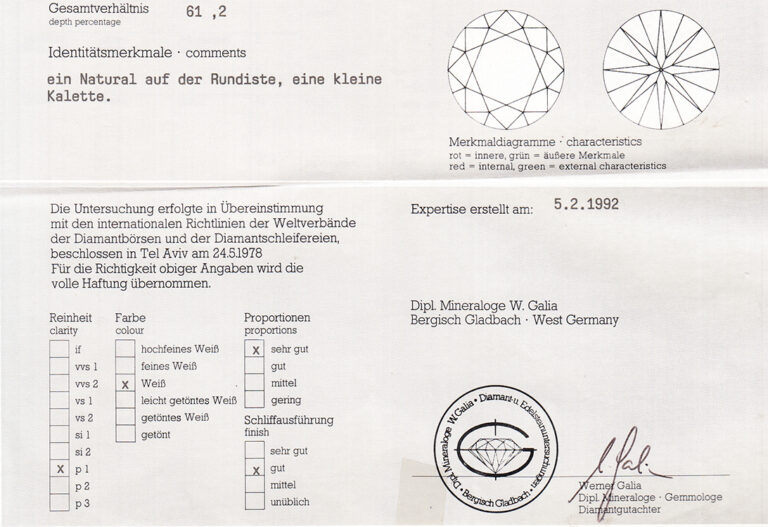 Gesamtverhältnis 61 ,2
depth percentage
Identitätsmerkmale · comments
ein Natural auf der Rundiste, eine kleine
Kalette.
Merkmaldiagramme · characteristics
rot = innere, grün = äußere Merkmale
red = internal, green = external characteristics
Die Untersuchung erfolgte in Übereinstimmung
mit den internationalen Richtlinien der Weltverbände
der Diamantbörsen und der Diamantschleifereien,
beschlossen in Tel Aviv am 24.5.1978
Für die Richtigkeit obiger Angaben wird die
volle Haftung übernommen.
Expertise erstellt am: 5.2.1992
Dipl. Mineraloge W. Galia
Bergisch Gladbach · West Germany
Reinheit
clarity
if
vvs 1
vvs 2
vs 1
vs 2
si 1
si 2
x p 1
p 2
p 3
Farbe
colour
hochfeines Weiß
feines Weiß
x Weiß
leicht getöntes Weiß
getöntes Weiß
getönt
Proportionen
proportions
x sehr gut
gut
mittel
gering
Schliffausführung
finish
sehr gut
x gut
mittel
unüblich
Dipl. Mineraloge W. Galia • Diamant-u. Edelsteinuntersuchungen
• Bergisch Gladbach •
G
Werner Galia
Dipl. Mineraloge · Gemmologe
Diamantgutachter